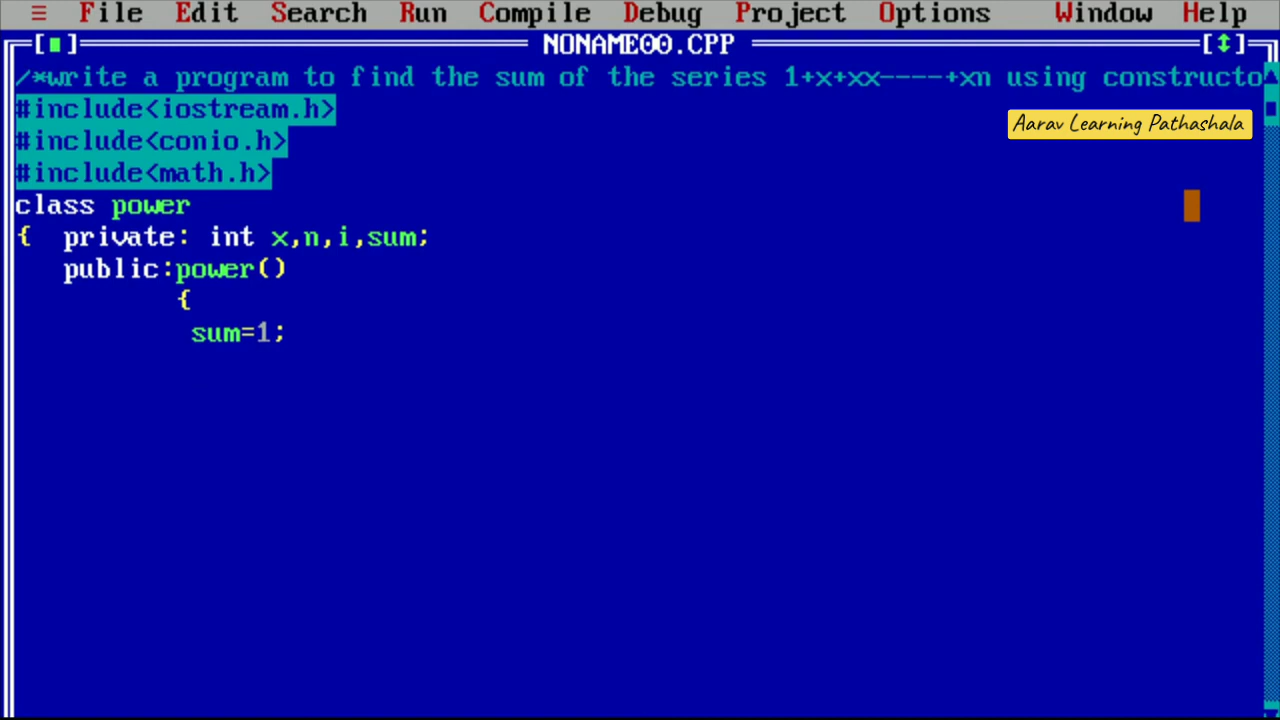 ≡ File Edit Search Run Compile Debug Project Options Window Help
[■] NONAME00.CPP [↕]
/*write a program to find the sum of the series 1+x+xx----+xn using constructo
#include<iostream.h>
Aarav Learning Pathashala
#include<conio.h>
#include<math.h>
class power
{  private: int x,n,i,sum;
   public:power()
          {
           sum=1;